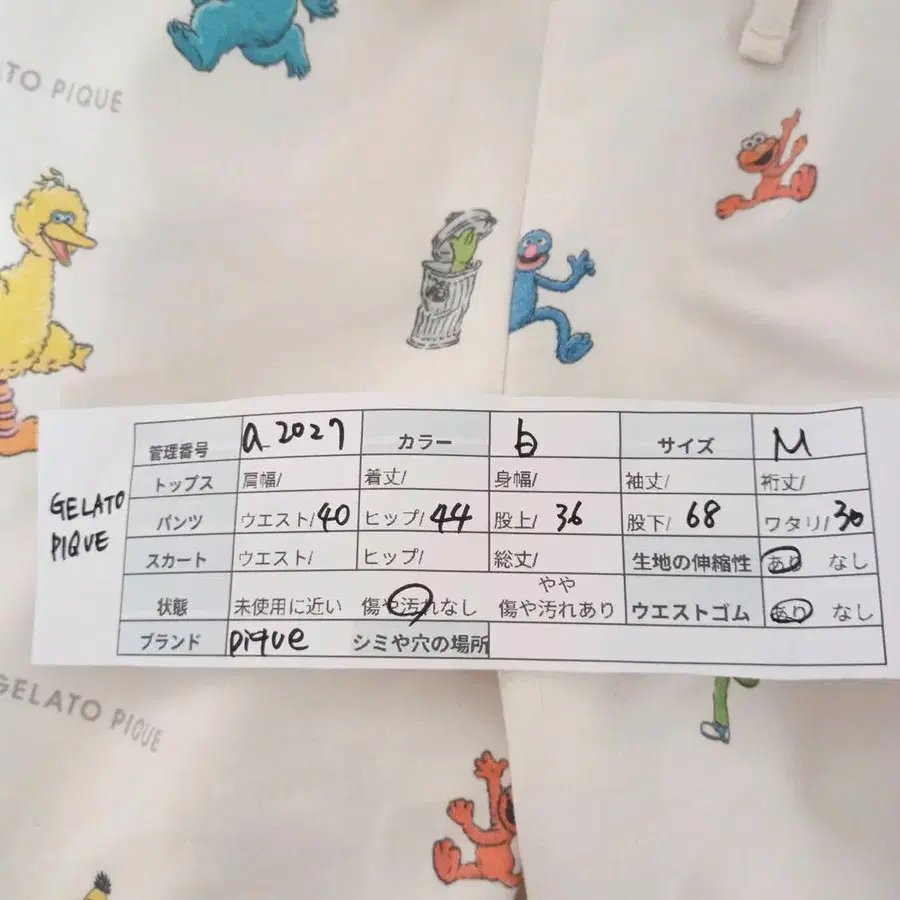 ATO PIQUE
GELATO
PIQUE
管理番号 a 2027 カラー 白 サイズ M
トップス 肩幅/ 着丈/ 身幅/ 袖丈/ 裄丈/
パンツ ウエスト/40 ヒップ/44 股上/ 36 股下/ 68 ワタリ/30
スカート ウエスト/ ヒップ/ 総丈/ 生地の伸縮性 あり なし
状態 未使用に近い 傷や汚れなし やや
傷や汚れあり ウエストゴム あり なし
ブランド pique シミや穴の場所
GELATO PIQUE